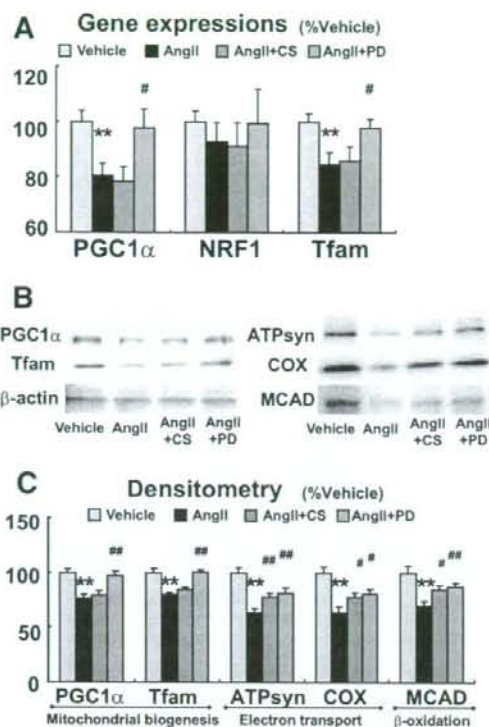 A Gene expressions (%Vehicle)
Vehicle AngII AngII+CS AngII+PD
120
100
80
60
** # ** #
PGC1α NRF1 Tfam
B
PGC1α
Tfam
β-actin
Vehicle AngII AngII +CS AngII +PD
ATPsyn
COX
MCAD
Vehicle AngII AngII +CS AngII +PD
C Densitometry (%Vehicle)
Vehicle AngII AngII+CS AngII+PD
150
100
50
0
** ## ** ## ** ## ## ** # # ** # ##
PGC1α Tfam ATPsyn COX MCAD
Mitochondrial biogenesis Electron transport β-oxidation